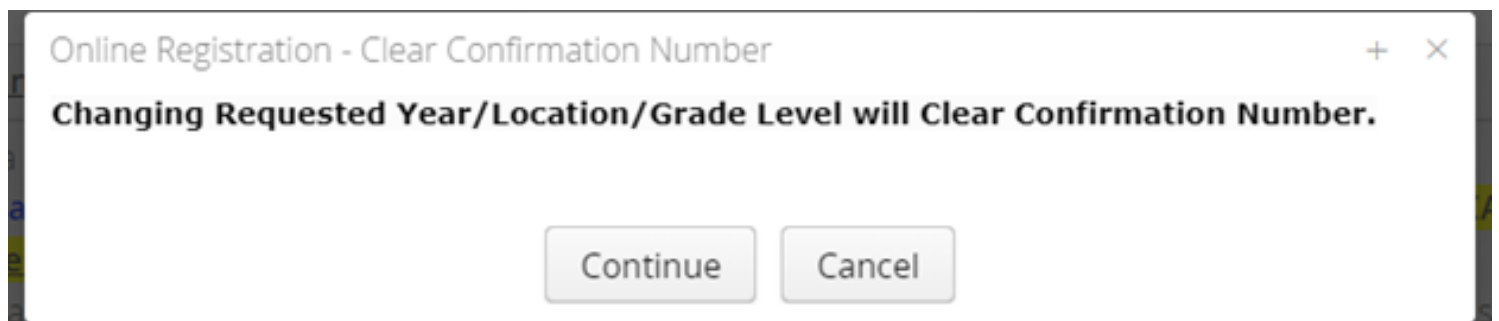 Online Registration - Clear Confirmation Number
Changing Requested Year/Location/Grade Level will Clear Confirmation Number.
Continue Cancel